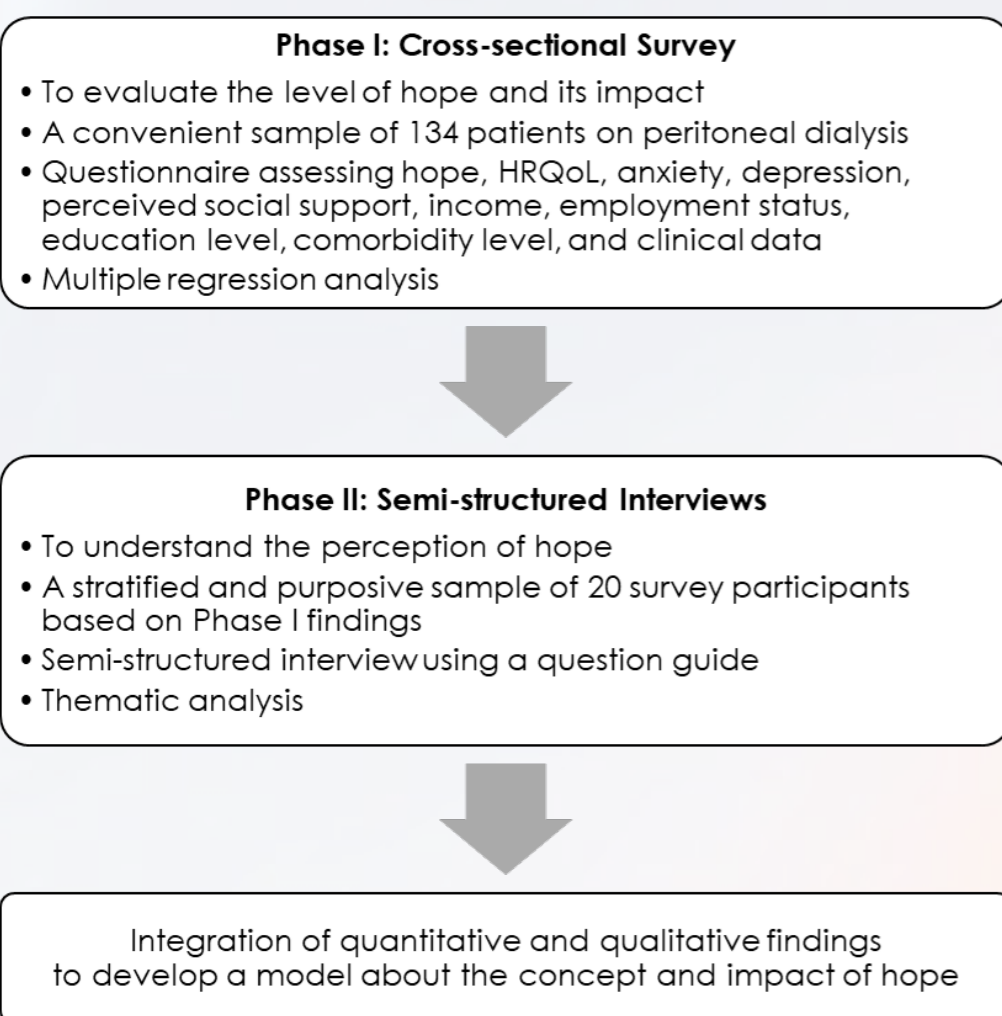 Phase I: Cross-sectional Survey
• To evaluate the level of hope and its impact
• A convenient sample of 134 patients on peritoneal dialysis
• Questionnaire assessing hope, HRQoL, anxiety, depression,
perceived social support, income, employment status,
education level, comorbidity level, and clinical data
• Multiple regression analysis
Phase II: Semi-structured Interviews
• To understand the perception of hope
• A stratified and purposive sample of 20 survey participants
based on Phase I findings
• Semi-structured interview using a question guide
• Thematic analysis
Integration of quantitative and qualitative findings
to develop a model about the concept and impact of hope